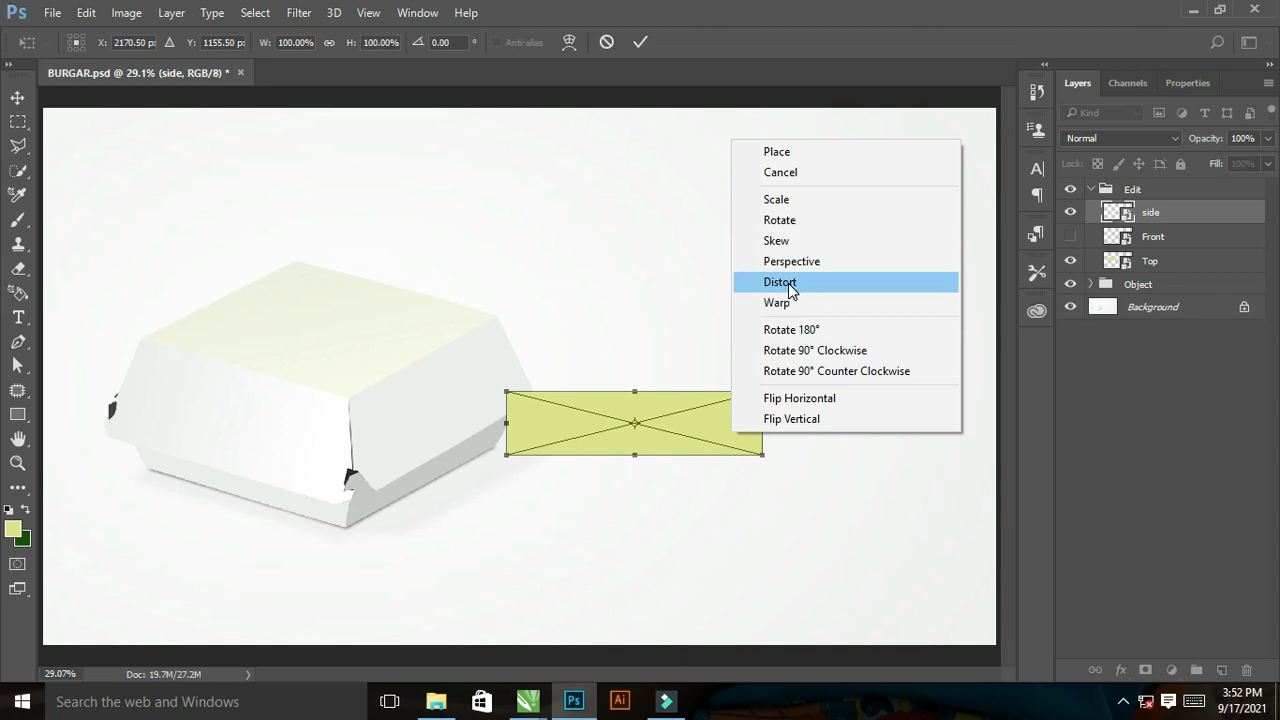 Ps File Edit Image Layer Type Select Filter 3D View Window Help
X: 2170.50 px Y: 1155.50 px W: 100.00% H: 100.00% 0.00 ° Anti-alias
BURGAR.psd @ 29.1% (side, RGB/8) * ×
Layers Channels Properties
Kind
Normal Opacity: 100%
Lock: Fill: 100%
Edit
side
Front
Top
Object
Background
Place
Cancel
Scale
Rotate
Skew
Perspective
Distort
Warp
Rotate 180°
Rotate 90° Clockwise
Rotate 90° Counter Clockwise
Flip Horizontal
Flip Vertical
29.07% Doc: 19.7M/27.2M
Search the web and Windows
Ps Ai
3:52 PM
9/17/2021